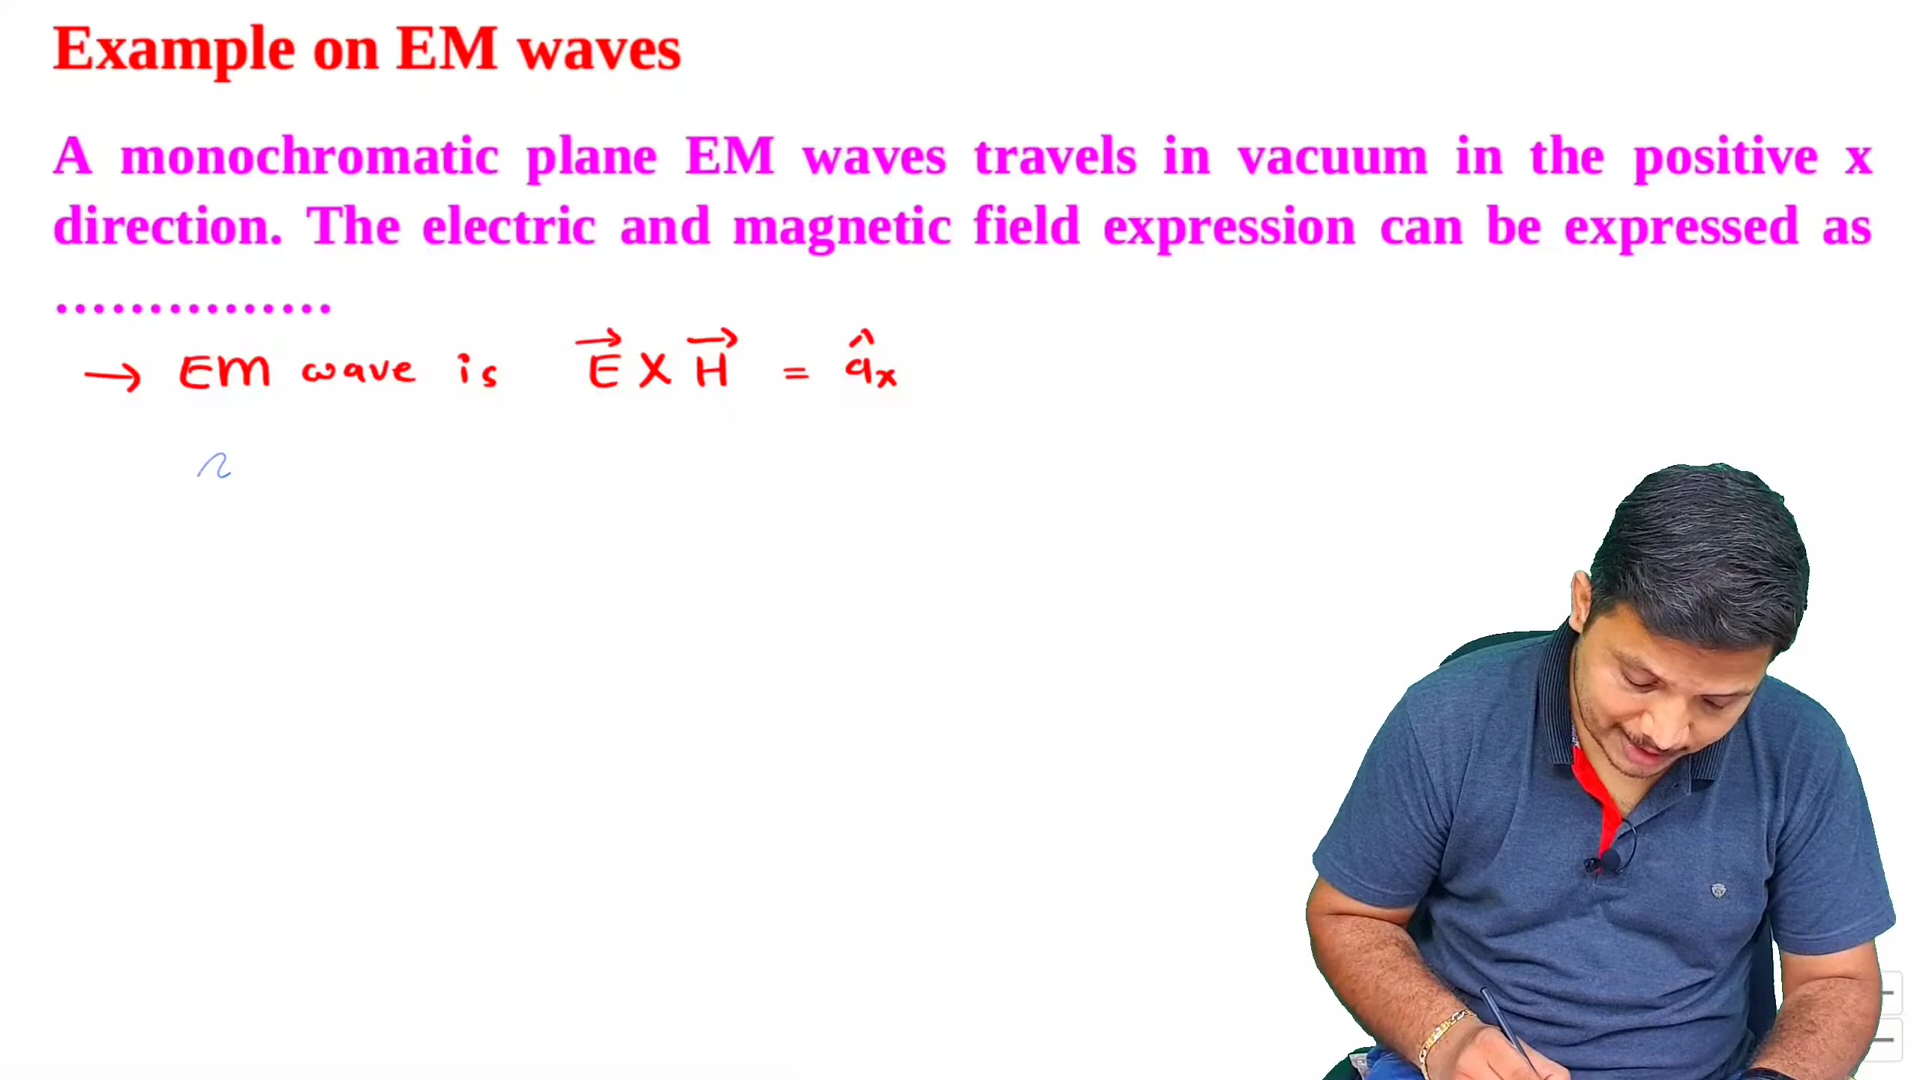 Example on EM waves
A monochromatic plane EM waves travels in vacuum in the positive x
direction. The electric and magnetic field expression can be expressed as
……………
→ EM wave is E⃗ X H⃗ = âₓ